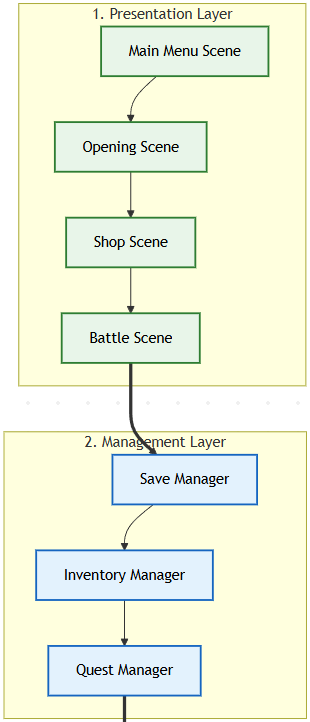 1. Presentation Layer
Main Menu Scene
Opening Scene
Shop Scene
Battle Scene
2. Management Layer
Save Manager
Inventory Manager
Quest Manager